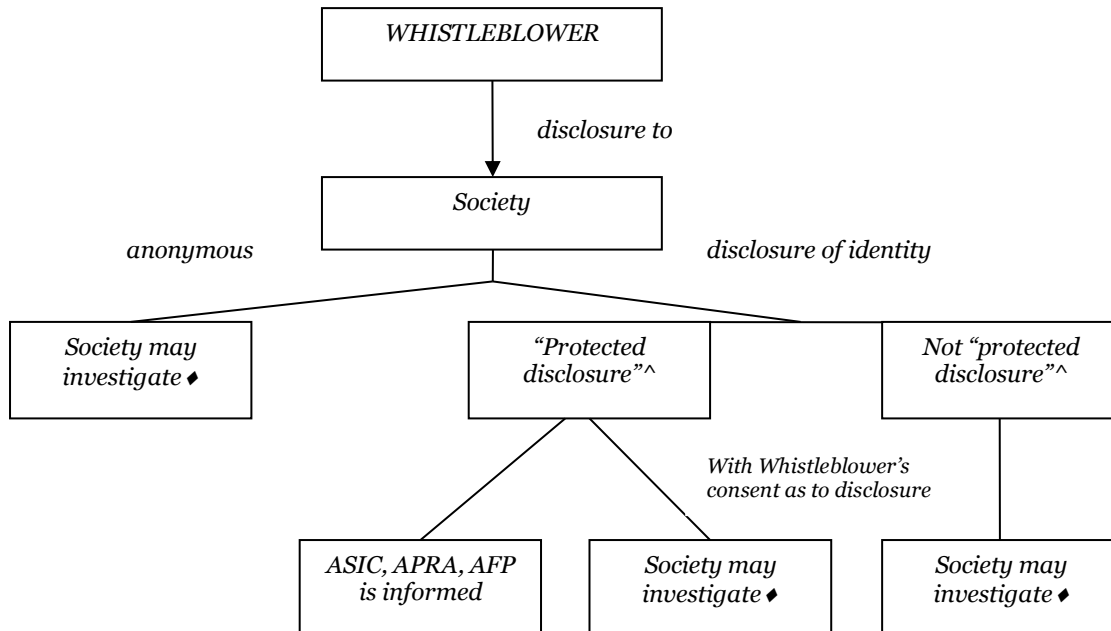 WHISTLEBLOWER
disclosure to
Society
anonymous
disclosure of identity
Society may
investigate ♦
“Protected
disclosure”^
Not “protected
disclosure”^
With Whistleblower’s
consent as to disclosure
ASIC, APRA, AFP
is informed
Society may
investigate ♦
Society may
investigate ♦